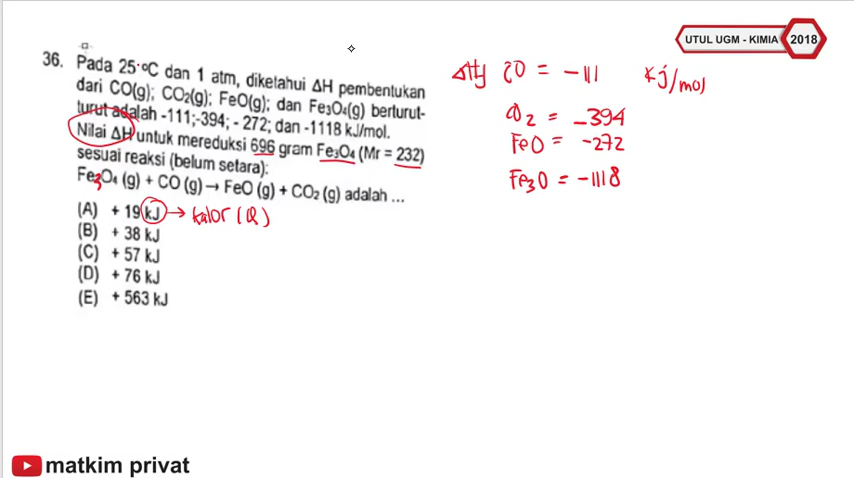 UTUL UGM - KIMIA 2018
36. Pada 25 °C dan 1 atm, diketahui ΔH pembentukan
dari CO(g); CO₂(g); FeO(g); dan Fe₃O₄(g) berturut-
turut adalah -111;-394; - 272; dan -1118 kJ/mol.
Nilai ΔH untuk mereduksi 696 gram Fe₃O₄ (Mr = 232)
sesuai reaksi (belum setara):
Fe₃O₄ (g) + CO (g) → FeO (g) + CO₂ (g) adalah ...
(A) + 19 kJ → kalor (Q)
(B) + 38 kJ
(C) + 57 kJ
(D) + 76 kJ
(E) + 563 kJ
ΔHf CO = -111 kJ/mol
CO₂ = -394
FeO = -272
Fe₃O = -1118
matkim privat